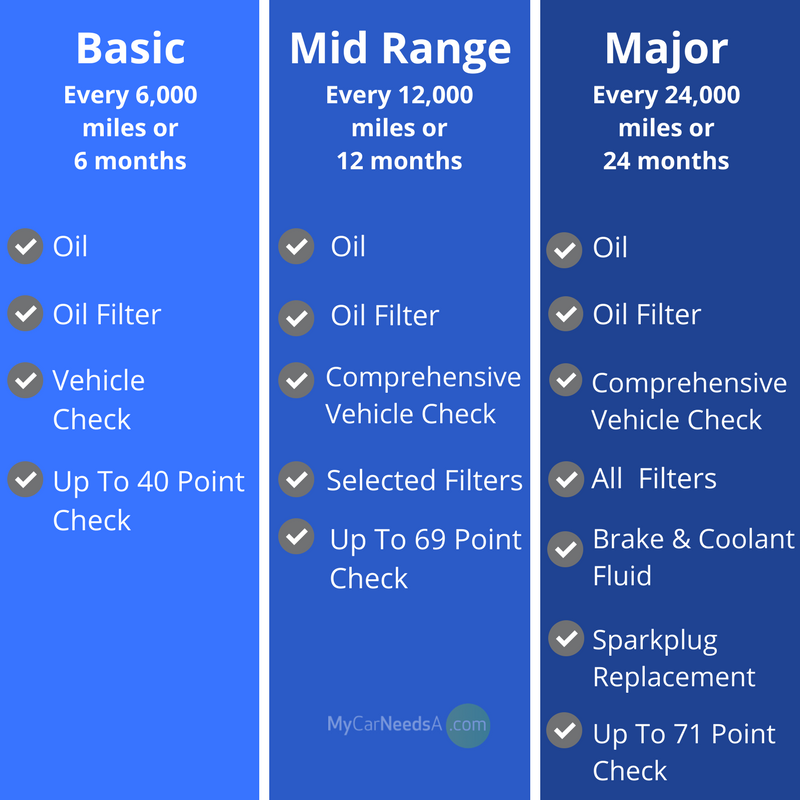 Basic
Every 6,000
miles or
6 months
Oil
Oil Filter
Vehicle
Check
Up To 40 Point
Check
Mid Range
Every 12,000
miles or
12 months
Oil
Oil Filter
Comprehensive
Vehicle Check
Selected Filters
Up To 69 Point
Check
MyCarNeedsA.com
Major
Every 24,000
miles or
24 months
Oil
Oil Filter
Comprehensive
Vehicle Check
All Filters
Brake & Coolant
Fluid
Sparkplug
Replacement
Up To 71 Point
Check